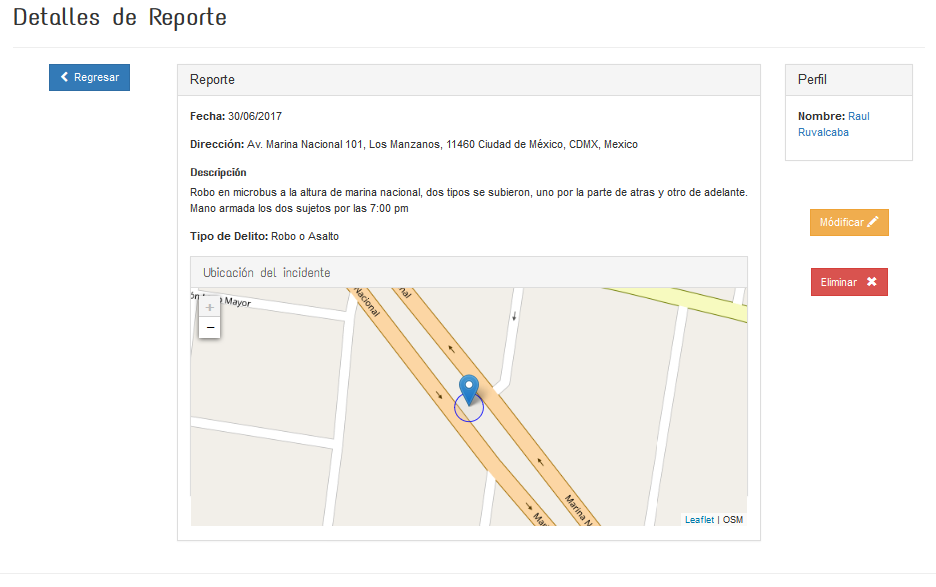 Detalles de Reporte
Regresar
Reporte
Fecha: 30/06/2017
Dirección: Av. Marina Nacional 101, Los Manzanos, 11460 Ciudad de México, CDMX, Mexico
Descripción
Robo en microbus a la altura de marina nacional, dos tipos se subieron, uno por la parte de atras y otro de adelante.
Mano armada los dos sujetos por las 7:00 pm
Tipo de Delito: Robo o Asalto
Ubicación del incidente
Mayor
Nacional
nal
+
−
Marina N
Mar
Leaflet | OSM
Perfil
Nombre: Raul
Ruvalcaba
Módificar
Eliminar